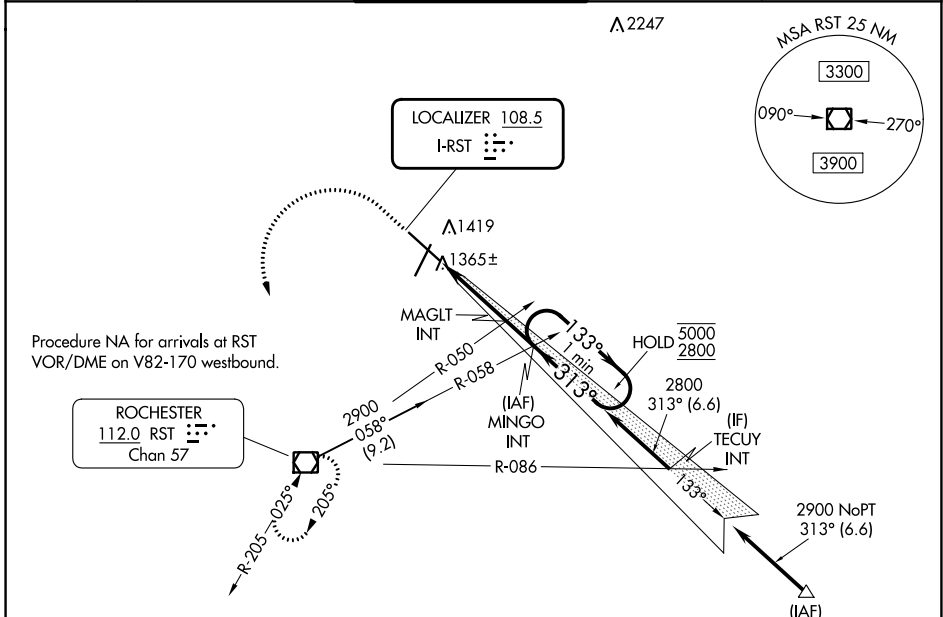 2247
MSA RST 25 NM
3300
090°
270°
3900
LOCALIZER 108.5
I-RST
1419
1365±
MAGLT
INT
R-050
R-058
133°
1 min
313°
HOLD 5000
2800
Procedure NA for arrivals at RST
VOR/DME on V82-170 westbound.
2900
058°
(9.2)
(IAF)
MINGO
INT
2800
313° (6.6)
(IF)
TECUY
INT
ROCHESTER
112.0 RST
Chan 57
R-086
133°
R-205
025°
205°
2900 NoPT
313° (6.6)
(IAF)